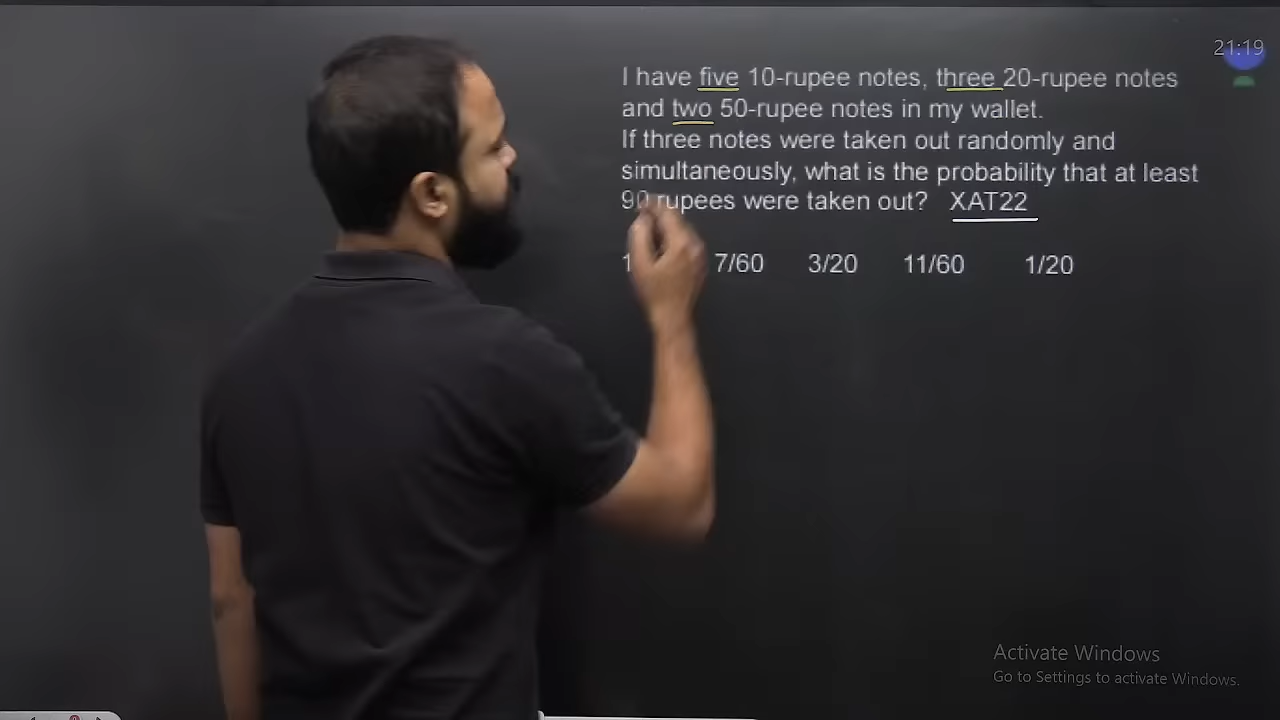 21:19
I have five 10-rupee notes, three 20-rupee notes
and two 50-rupee notes in my wallet.
If three notes were taken out randomly and
simultaneously, what is the probability that at least
90 rupees were taken out? XAT22
7/60 3/20 11/60 1/20
Activate Windows
Go to Settings to activate Windows.